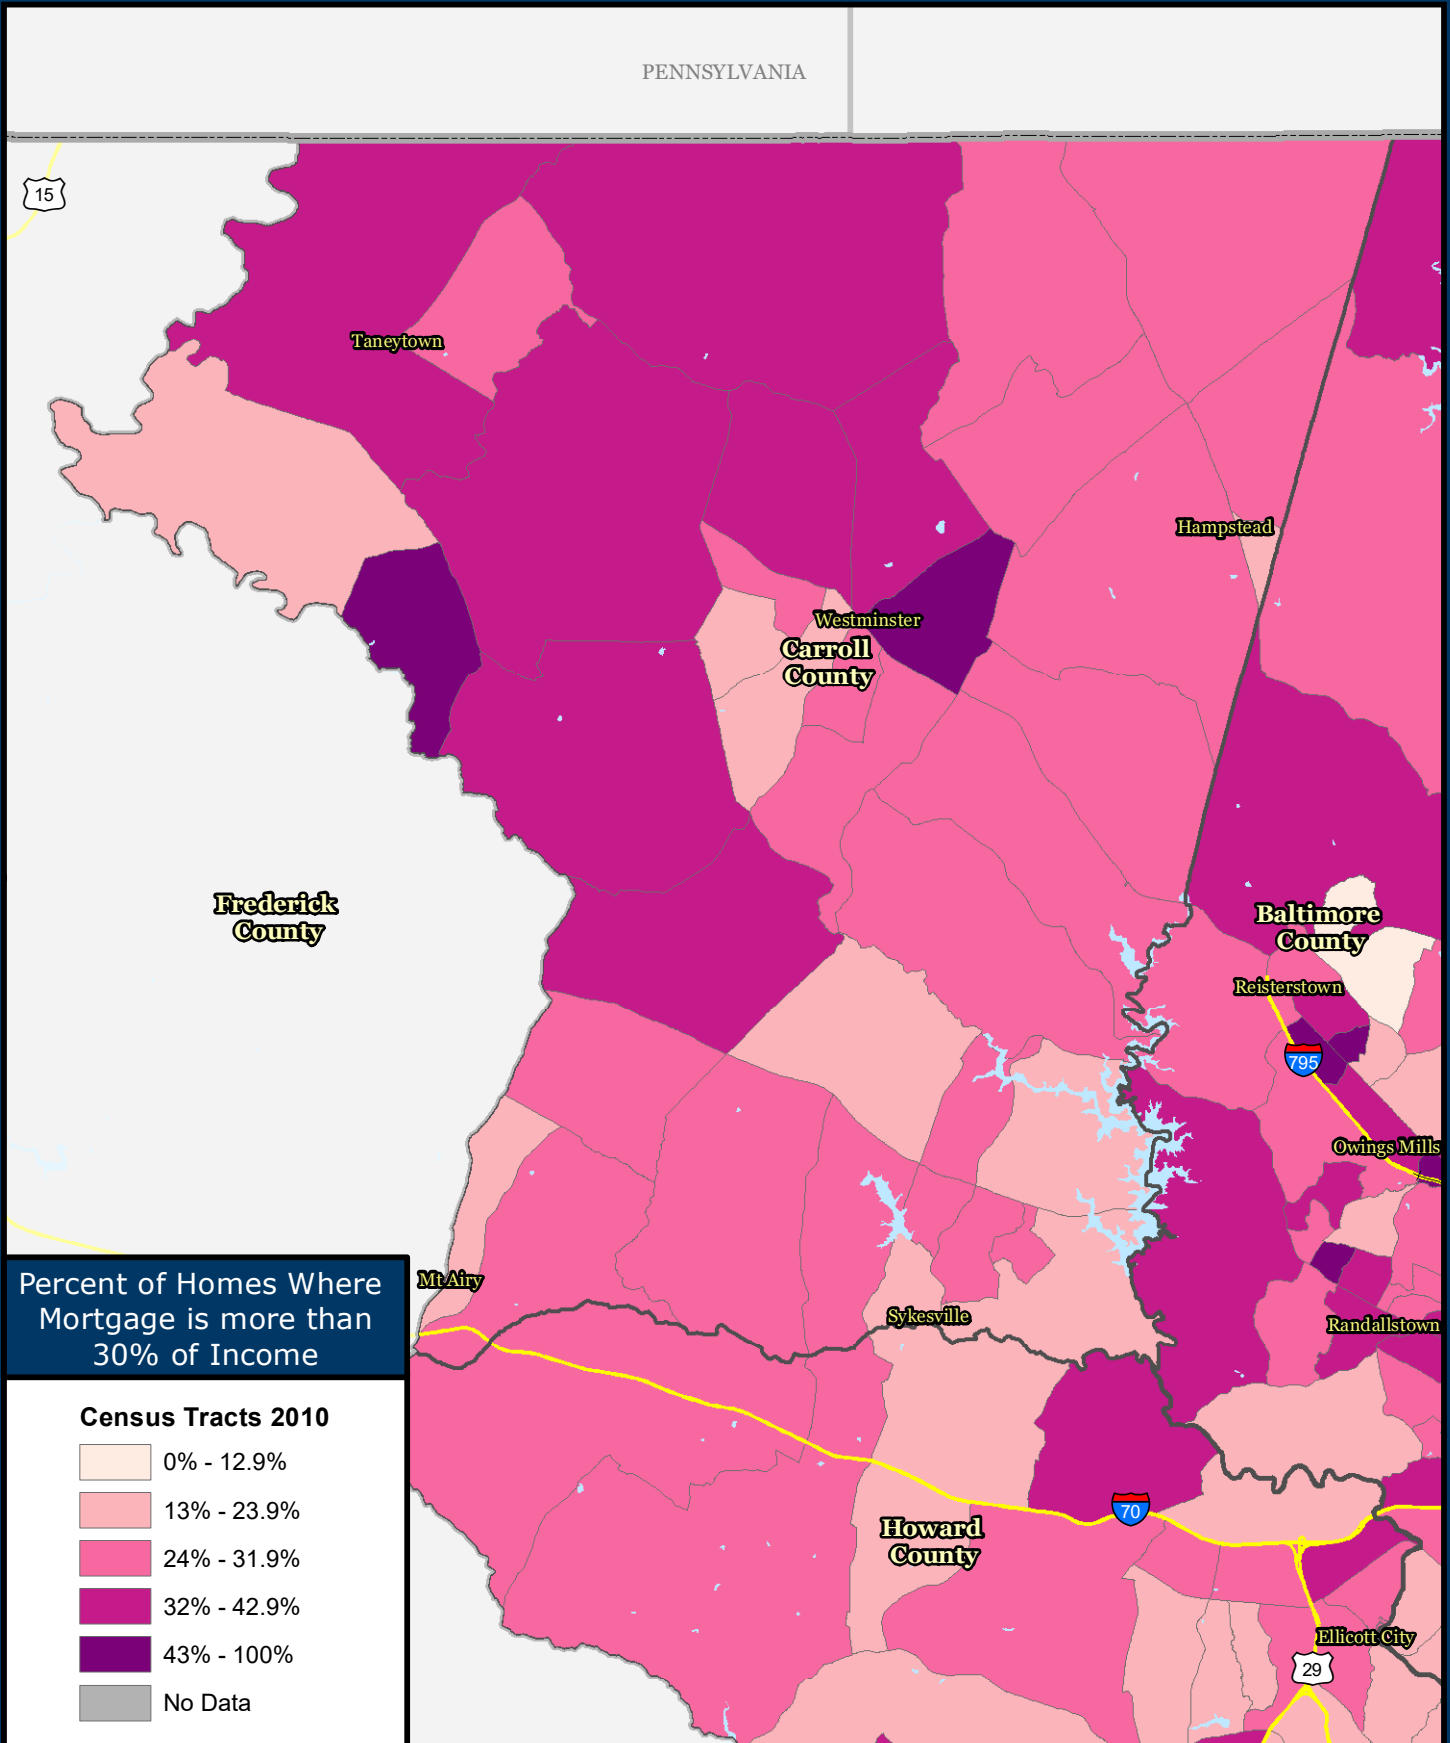 PENNSYLVANIA
15
Taneytown
Hampstead
Westminster
Carroll
County
Frederick
County
Baltimore
County
Reisterstown
795
Owings Mills
Mt Airy
Sykesville
Randallstown
70
Howard
County
Ellicott City
29
Percent of Homes Where
Mortgage is more than
30% of Income
Census Tracts 2010
0% - 12.9%
13% - 23.9%
24% - 31.9%
32% - 42.9%
43% - 100%
No Data